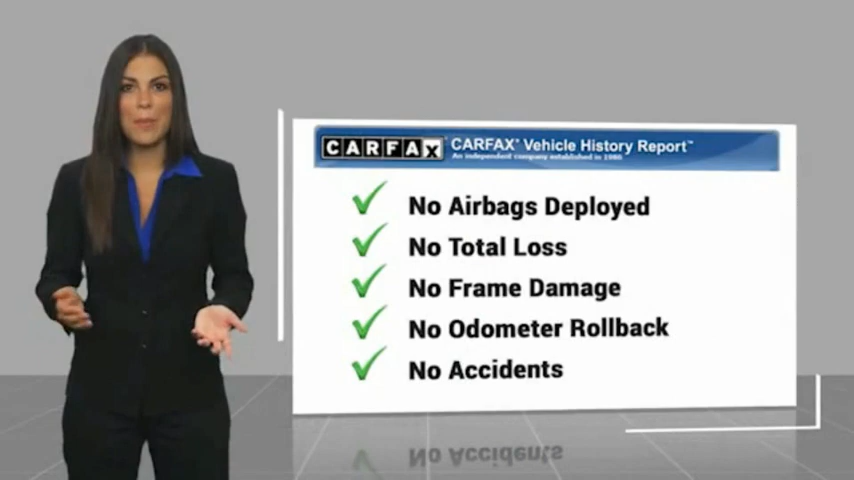 CARFAX CARFAX® Vehicle History Report™
An independent company established in 1986
No Airbags Deployed
No Total Loss
No Frame Damage
No Odometer Rollback
No Accidents
No Accidents